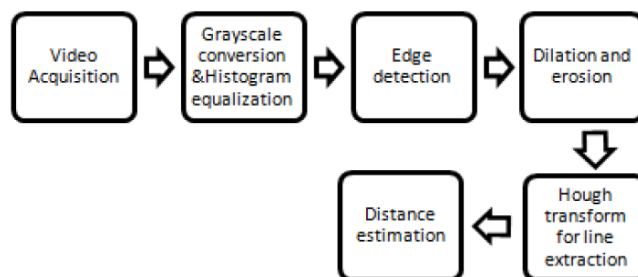 Video
Acquisition
Grayscale
conversion
&Histogram
equalization
Edge
detection
Dilation and
erosion
Hough
transform
for line
extraction
Distance
estimation